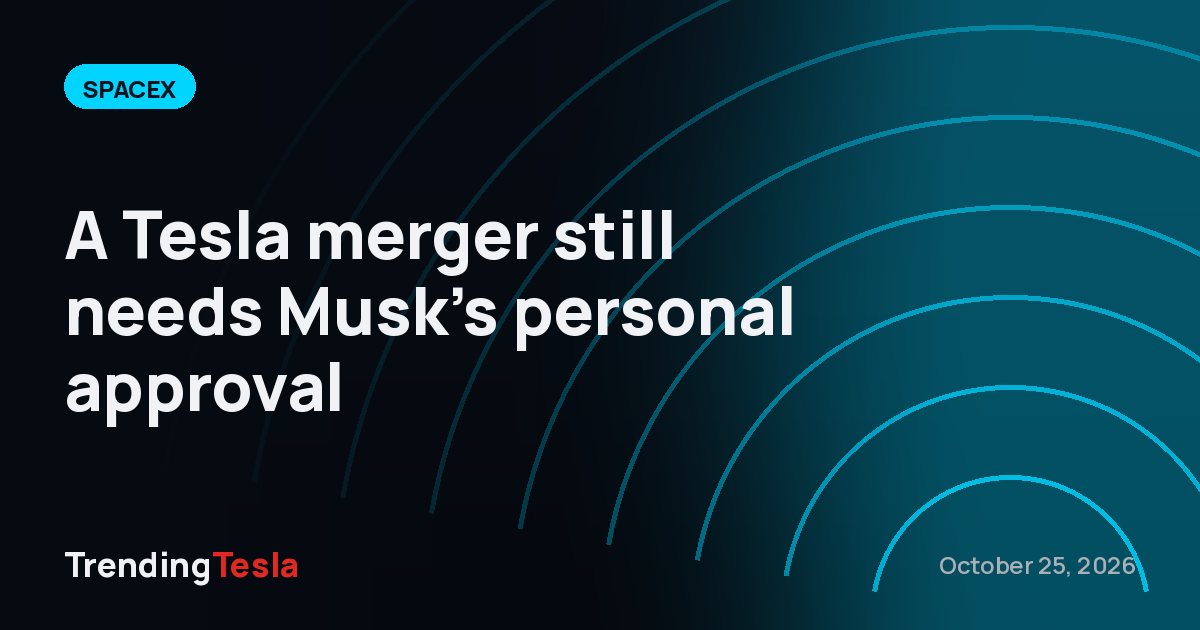 SPACEX
A Tesla merger still
needs Musk’s personal
approval
TrendingTesla
October 25, 2026